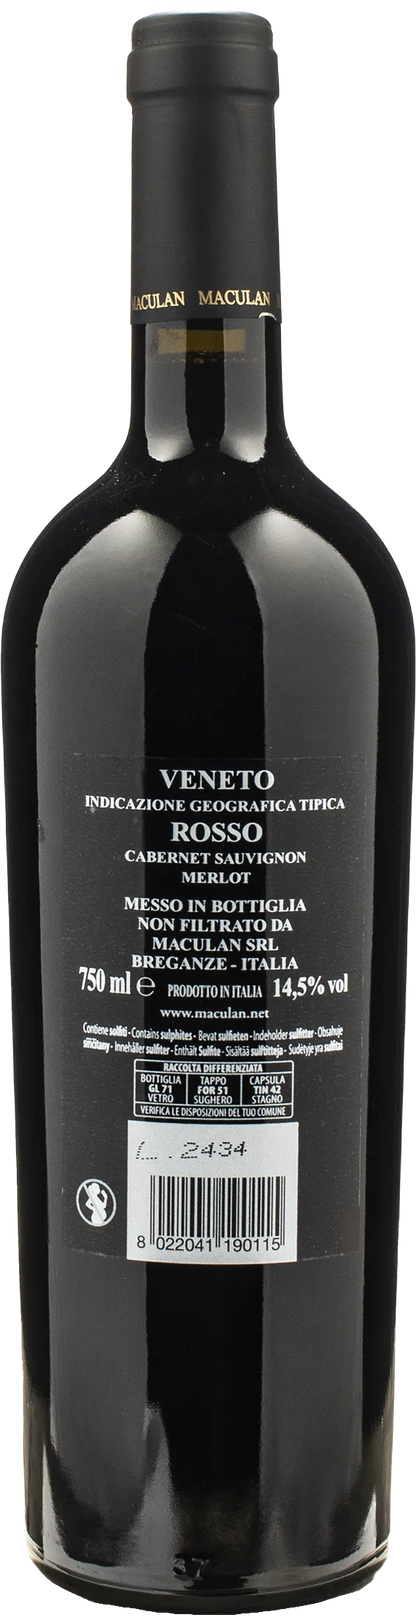 MACULAN MACULAN
VENETO
INDICAZIONE GEOGRAFICA TIPICA
ROSSO
CABERNET SAUVIGNON
MERLOT
MESSO IN BOTTIGLIA
NON FILTRATO DA
MACULAN SRL
BREGANZE - ITALIA
750 ml e PRODOTTO IN ITALIA 14,5% vol
www.maculan.net
Contiene solfiti - Contains sulphites - Bevat sulfieten - Indeholder sulfitter - Obsahuje
siřičitany - Innehåller sulfiter - Enthält Sulfite - Sisältää sulfiitteja - Sudėtyje yra sulfitai
RACCOLTA DIFFERENZIATA
BOTTIGLIA TAPPO CAPSULA
GL 71 FOR 51 TIN 42
VETRO SUGHERO STAGNO
VERIFICA LE DISPOSIZIONI DEL TUO COMUNE
L.2434
8 022041 190115
37